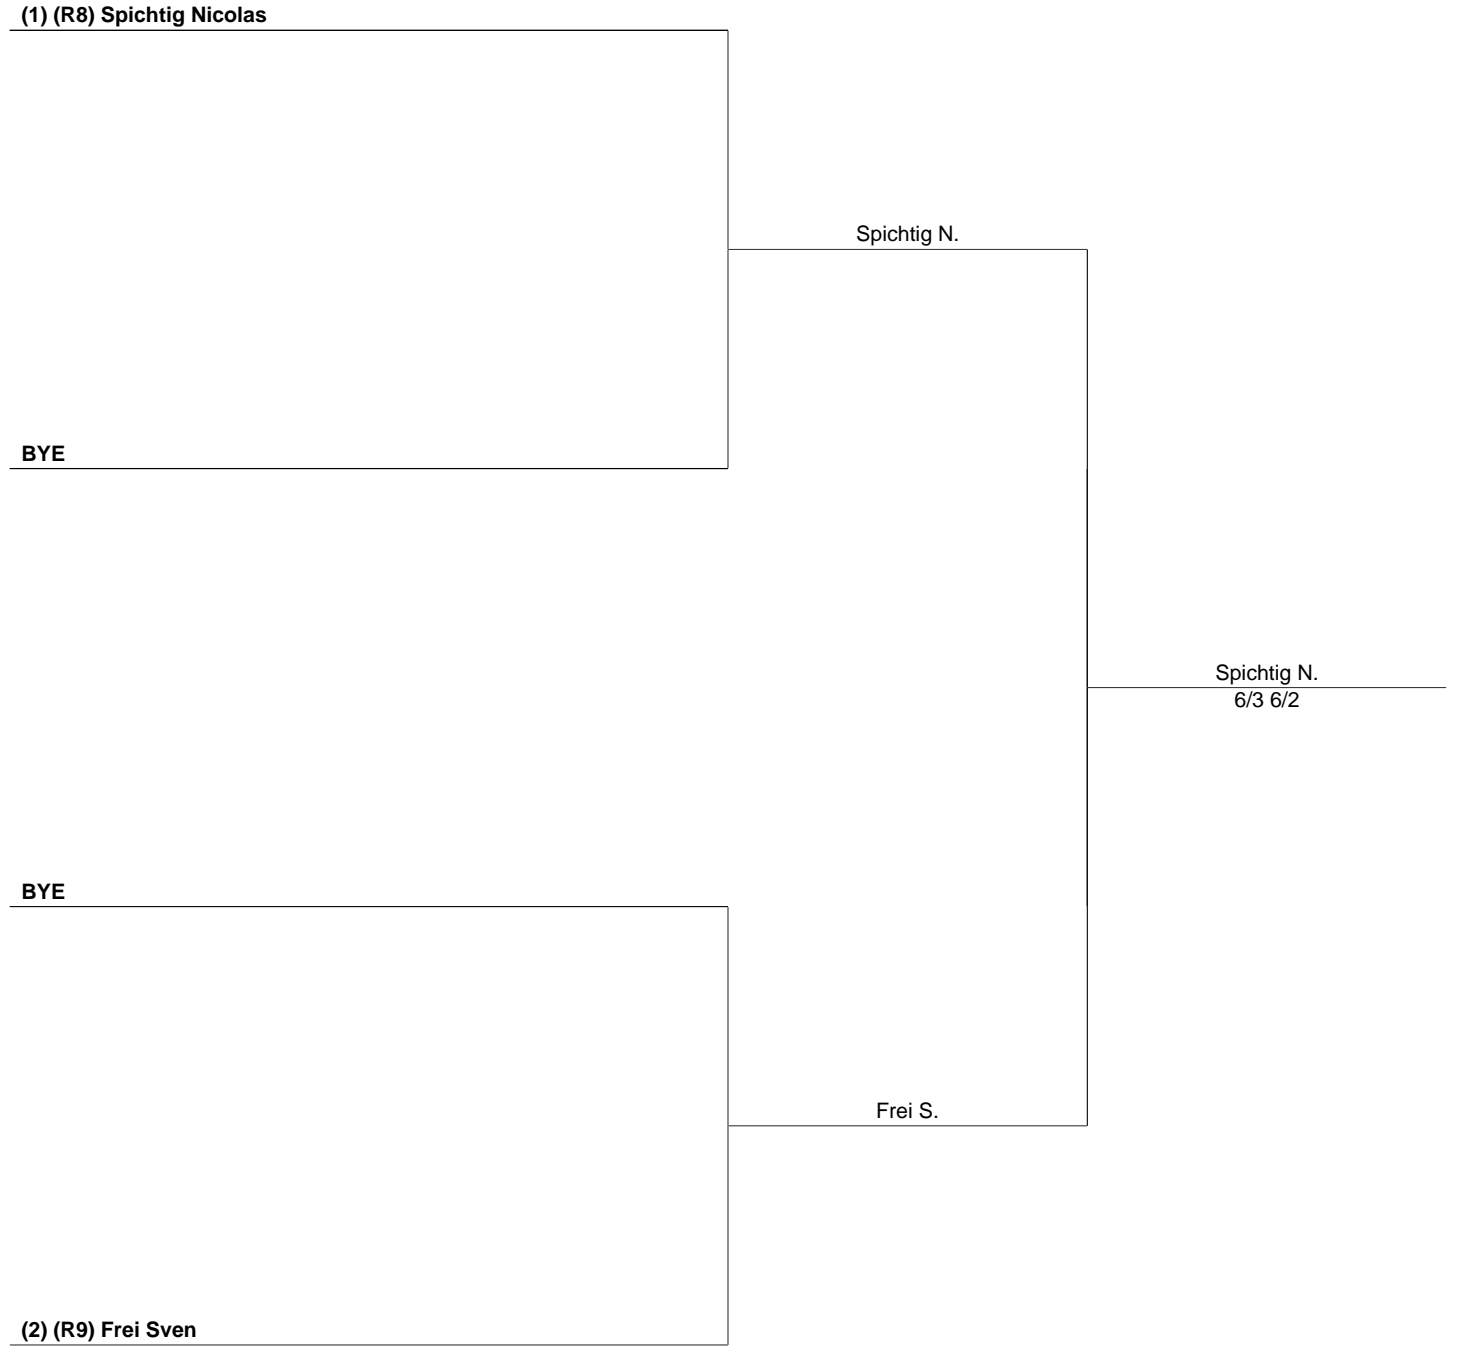 (1) (R8) Spichtig Nicolas
Spichtig N.
BYE
Spichtig N.
6/3 6/2
BYE
Frei S.
(2) (R9) Frei Sven